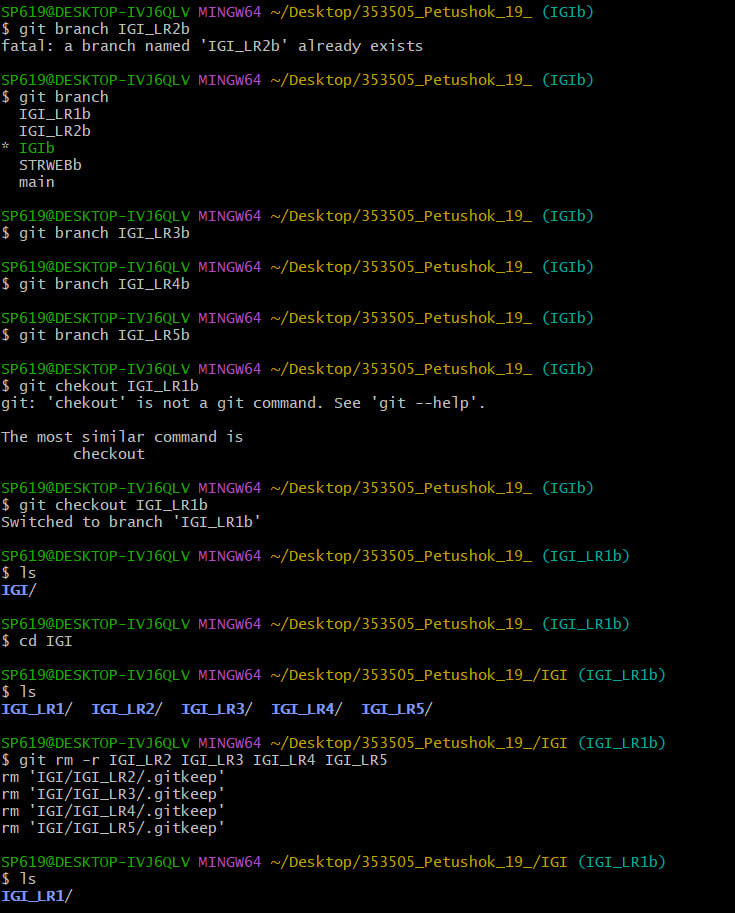 SP619@DESKTOP-IVJ6QLV MINGW64 ~/Desktop/353505_Petushok_19_ (IGIb)
$ git branch IGI_LR2b
fatal: a branch named 'IGI_LR2b' already exists
SP619@DESKTOP-IVJ6QLV MINGW64 ~/Desktop/353505_Petushok_19_ (IGIb)
$ git branch
  IGI_LR1b
  IGI_LR2b
* IGIb
  STRWEBb
  main
SP619@DESKTOP-IVJ6QLV MINGW64 ~/Desktop/353505_Petushok_19_ (IGIb)
$ git branch IGI_LR3b
SP619@DESKTOP-IVJ6QLV MINGW64 ~/Desktop/353505_Petushok_19_ (IGIb)
$ git branch IGI_LR4b
SP619@DESKTOP-IVJ6QLV MINGW64 ~/Desktop/353505_Petushok_19_ (IGIb)
$ git branch IGI_LR5b
SP619@DESKTOP-IVJ6QLV MINGW64 ~/Desktop/353505_Petushok_19_ (IGIb)
$ git chekout IGI_LR1b
git: 'chekout' is not a git command. See 'git --help'.
The most similar command is
        checkout
SP619@DESKTOP-IVJ6QLV MINGW64 ~/Desktop/353505_Petushok_19_ (IGIb)
$ git checkout IGI_LR1b
Switched to branch 'IGI_LR1b'
SP619@DESKTOP-IVJ6QLV MINGW64 ~/Desktop/353505_Petushok_19_ (IGI_LR1b)
$ ls
IGI/
SP619@DESKTOP-IVJ6QLV MINGW64 ~/Desktop/353505_Petushok_19_ (IGI_LR1b)
$ cd IGI
SP619@DESKTOP-IVJ6QLV MINGW64 ~/Desktop/353505_Petushok_19_/IGI (IGI_LR1b)
$ ls
IGI_LR1/  IGI_LR2/  IGI_LR3/  IGI_LR4/  IGI_LR5/
SP619@DESKTOP-IVJ6QLV MINGW64 ~/Desktop/353505_Petushok_19_/IGI (IGI_LR1b)
$ git rm -r IGI_LR2 IGI_LR3 IGI_LR4 IGI_LR5
rm 'IGI/IGI_LR2/.gitkeep'
rm 'IGI/IGI_LR3/.gitkeep'
rm 'IGI/IGI_LR4/.gitkeep'
rm 'IGI/IGI_LR5/.gitkeep'
SP619@DESKTOP-IVJ6QLV MINGW64 ~/Desktop/353505_Petushok_19_/IGI (IGI_LR1b)
$ ls
IGI_LR1/